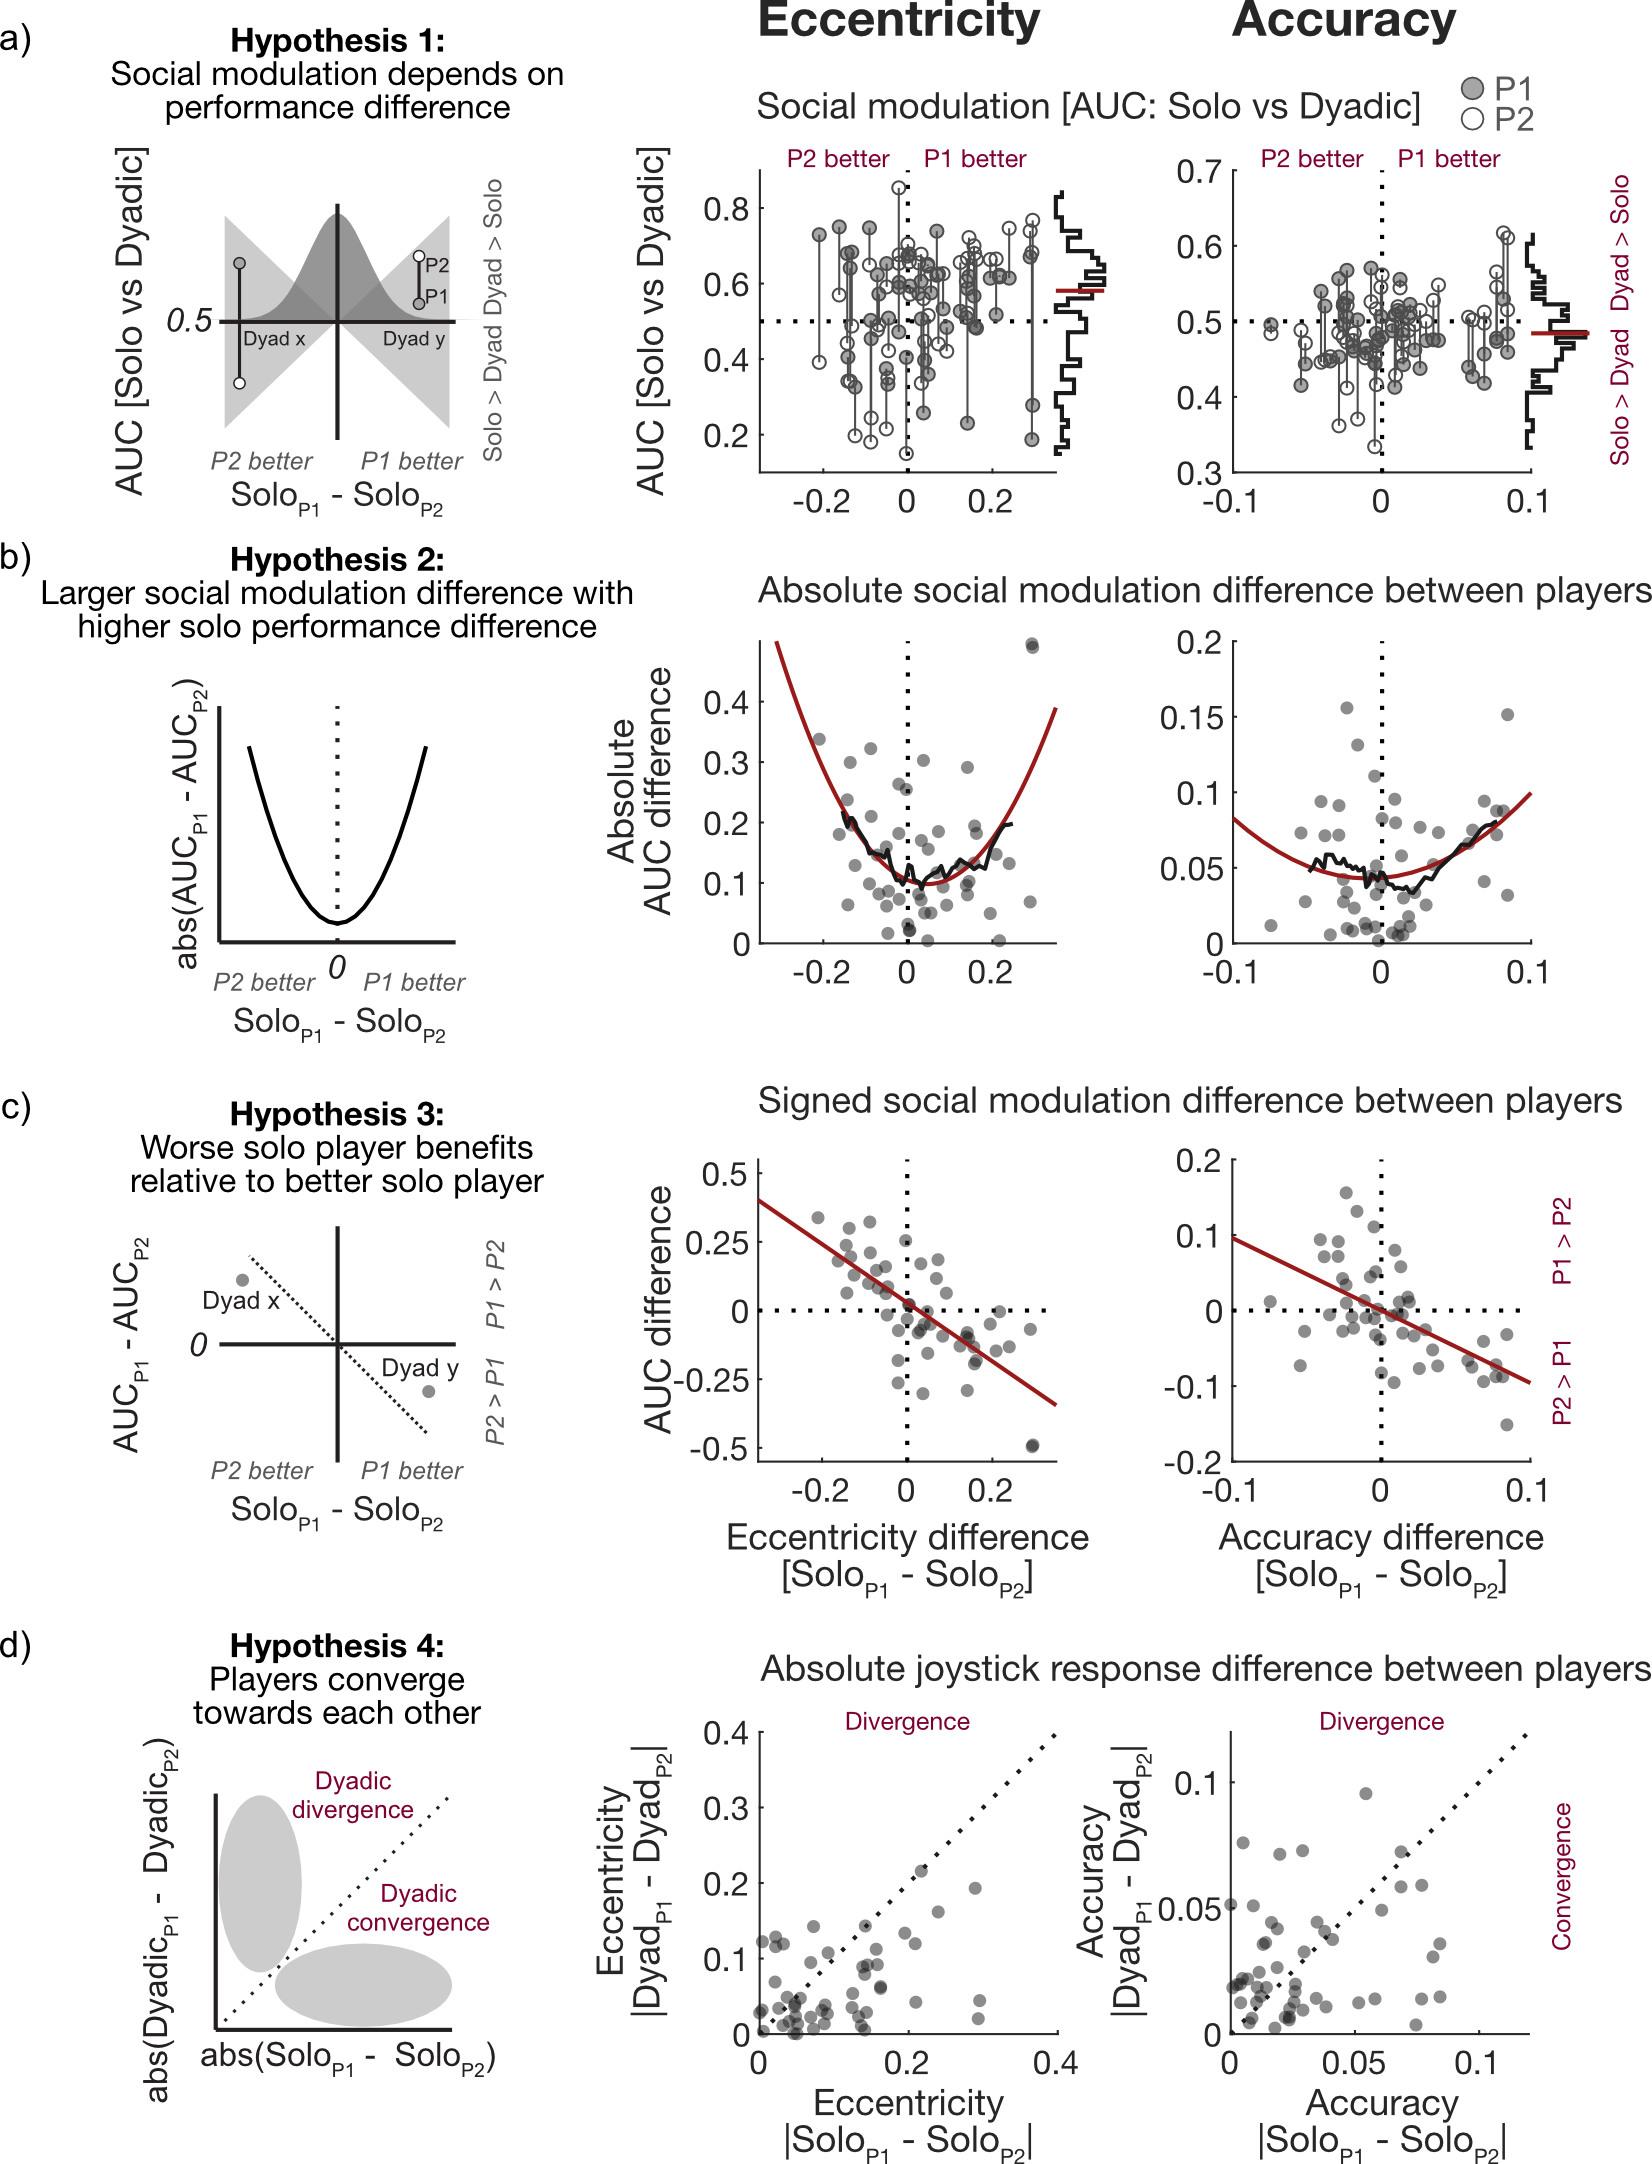 Eccentricity
Accuracy
a)
Hypothesis 1:
Social modulation depends on
performance difference
Social modulation [AUC: Solo vs Dyadic]
P1
P2
AUC [Solo vs Dyadic]
0.5
Dyad x
Dyad y
P2
P1
Solo > Dyad Dyad > Solo
P2 better
P1 better
SoloP1 - SoloP2
AUC [Solo vs Dyadic]
P2 better
P1 better
0.8
0.6
0.4
0.2
-0.2
0
0.2
P2 better
P1 better
0.7
0.6
0.5
0.4
0.3
-0.1
0
0.1
Solo > Dyad Dyad > Solo
b)
Hypothesis 2:
Larger social modulation difference with
higher solo performance difference
Absolute social modulation difference between players
abs(AUCP1 - AUCP2)
0
P2 better
P1 better
SoloP1 - SoloP2
Absolute
AUC difference
0.4
0.3
0.2
0.1
0
-0.2
0
0.2
0.2
0.15
0.1
0.05
0
-0.1
0
0.1
c)
Hypothesis 3:
Worse solo player benefits
relative to better solo player
Signed social modulation difference between players
AUCP1 - AUCP2
0
Dyad x
Dyad y
P2 > P1 P1 > P2
P2 better
P1 better
SoloP1 - SoloP2
AUC difference
0.5
0.25
0
-0.25
-0.5
-0.2
0
0.2
Eccentricity difference
[SoloP1 - SoloP2]
0.2
0.1
0
-0.1
-0.2
-0.1
0
0.1
P2 > P1 P1 > P2
Accuracy difference
[SoloP1 - SoloP2]
d)
Hypothesis 4:
Players converge
towards each other
Absolute joystick response difference between players
abs(DyadicP1 - DyadicP2)
Dyadic
divergence
Dyadic
convergence
abs(SoloP1 - SoloP2)
Eccentricity
|DyadP1 - DyadP2|
Divergence
0.4
0.3
0.2
0.1
0
0
0.2
0.4
Eccentricity
|SoloP1 - SoloP2|
Accuracy
|DyadP1 - DyadP2|
Divergence
0.1
0.05
0
0
0.05
0.1
Convergence
Accuracy
|SoloP1 - SoloP2|